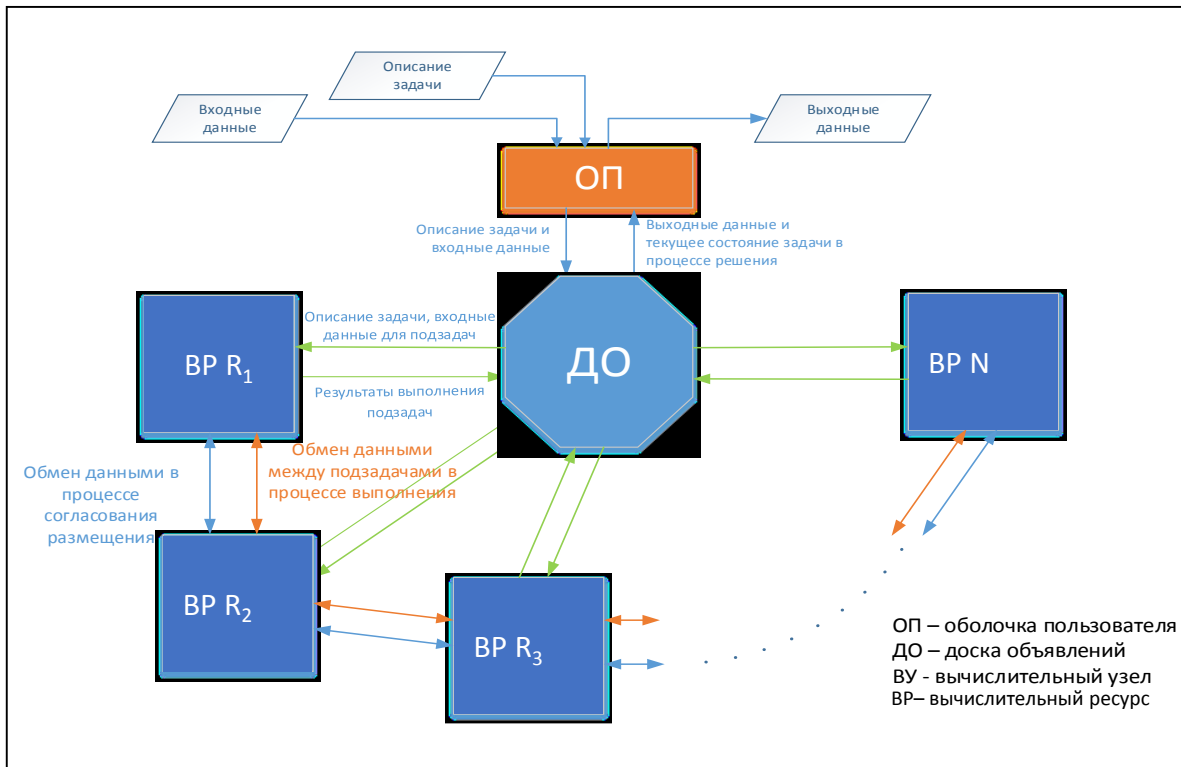 Описание
задачи
Входные
данные
Выходные
данные
ОП
Описание задачи и
входные данные
Выходные данные и
текущее состояние задачи в
процессе решения
Описание задачи, входные
данные для подзадач
ВР R1
ДО
ВР N
Результаты выполнения
подзадач
Обмен данными
между подзадачами в
процессе выполнения
Обмен данными в
процессе
согласования
размещения
ВР R2
ВР R3
ОП – оболочка пользователя
ДО – доска объявлений
ВУ - вычислительный узел
ВР– вычислительный ресурс